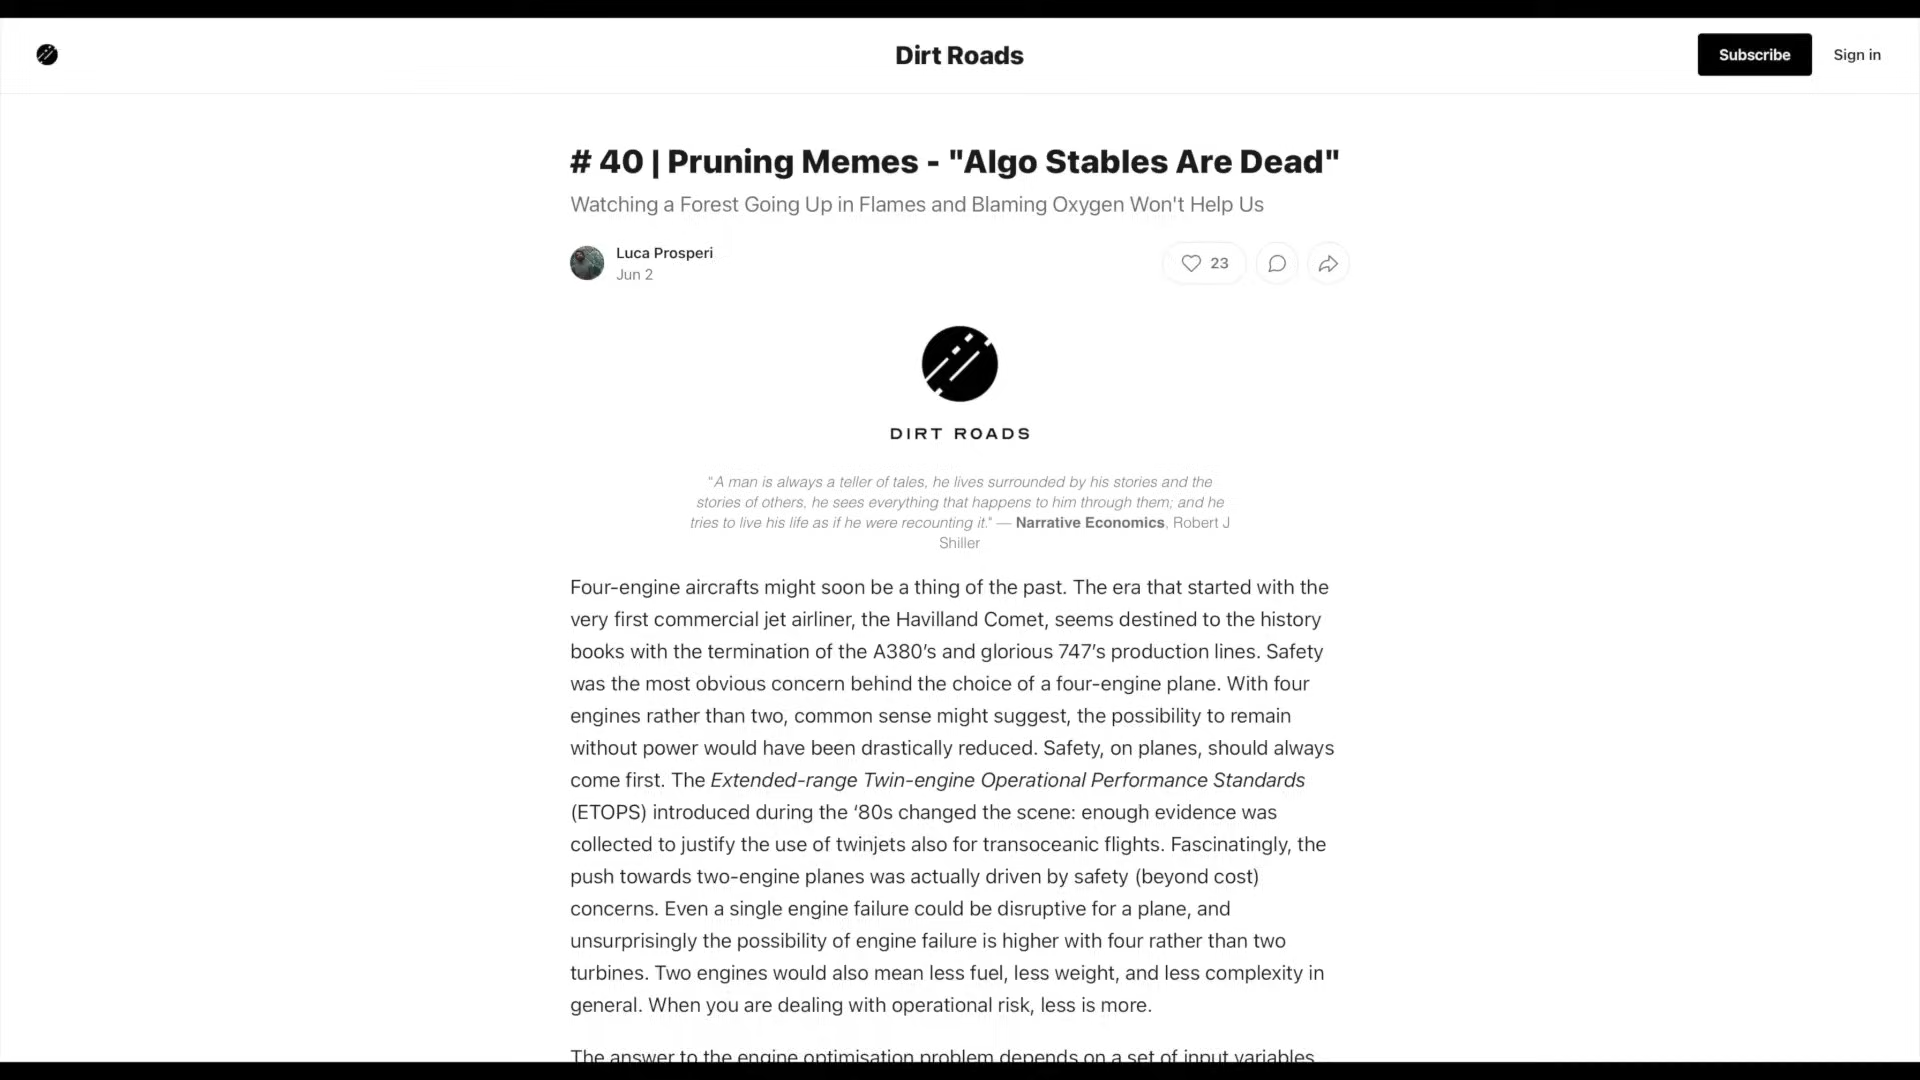 Dirt Roads
Subscribe
Sign in
# 40 | Pruning Memes - "Algo Stables Are Dead"
Watching a Forest Going Up in Flames and Blaming Oxygen Won't Help Us
Luca Prosperi
Jun 2
23
DIRT ROADS
"A man is always a teller of tales, he lives surrounded by his stories and the
stories of others, he sees everything that happens to him through them; and he
tries to live his life as if he were recounting it." — Narrative Economics, Robert J
Shiller
Four-engine aircrafts might soon be a thing of the past. The era that started with the
very first commercial jet airliner, the Havilland Comet, seems destined to the history
books with the termination of the A380’s and glorious 747’s production lines. Safety
was the most obvious concern behind the choice of a four-engine plane. With four
engines rather than two, common sense might suggest, the possibility to remain
without power would have been drastically reduced. Safety, on planes, should always
come first. The Extended-range Twin-engine Operational Performance Standards
(ETOPS) introduced during the ‘80s changed the scene: enough evidence was
collected to justify the use of twinjets also for transoceanic flights. Fascinatingly, the
push towards two-engine planes was actually driven by safety (beyond cost)
concerns. Even a single engine failure could be disruptive for a plane, and
unsurprisingly the possibility of engine failure is higher with four rather than two
turbines. Two engines would also mean less fuel, less weight, and less complexity in
general. When you are dealing with operational risk, less is more.
The answer to the engine optimisation problem depends on a set of input variables